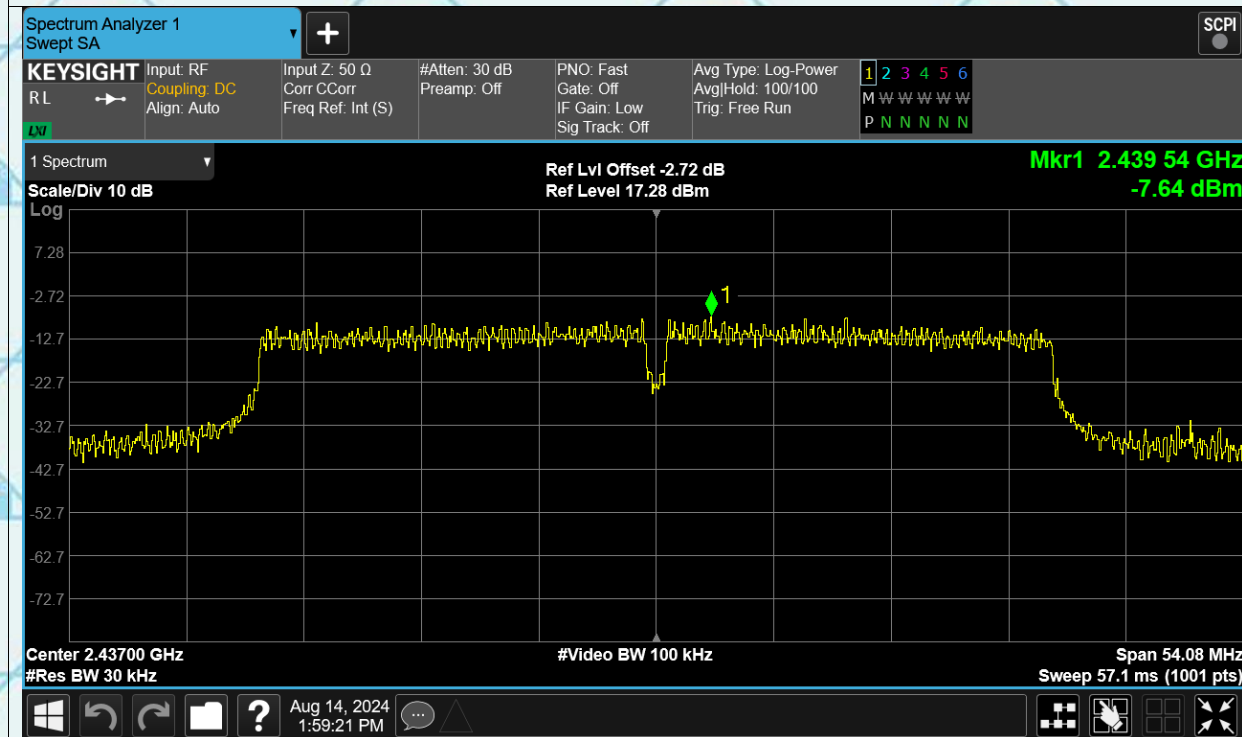 Spectrum Analyzer 1
Swept SA
+
SCPI
KEYSIGHT
RL
LXI
Input: RF
Coupling: DC
Align: Auto
Input Z: 50 Ω
Corr CCorr
Freq Ref: Int (S)
#Atten: 30 dB
Preamp: Off
PNO: Fast
Gate: Off
IF Gain: Low
Sig Track: Off
Avg Type: Log-Power
Avg|Hold: 100/100
Trig: Free Run
1 2 3 4 5 6
M W W W W W
P N N N N N
1 Spectrum
Scale/Div 10 dB
Log
Ref Lvl Offset -2.72 dB
Ref Level 17.28 dBm
Mkr1 2.439 54 GHz
-7.64 dBm
7.28
-2.72
1
-12.7
-22.7
-32.7
-42.7
-52.7
-62.7
-72.7
Center 2.43700 GHz
#Res BW 30 kHz
#Video BW 100 kHz
Span 54.08 MHz
Sweep 57.1 ms (1001 pts)
?
Aug 14, 2024
1:59:21 PM